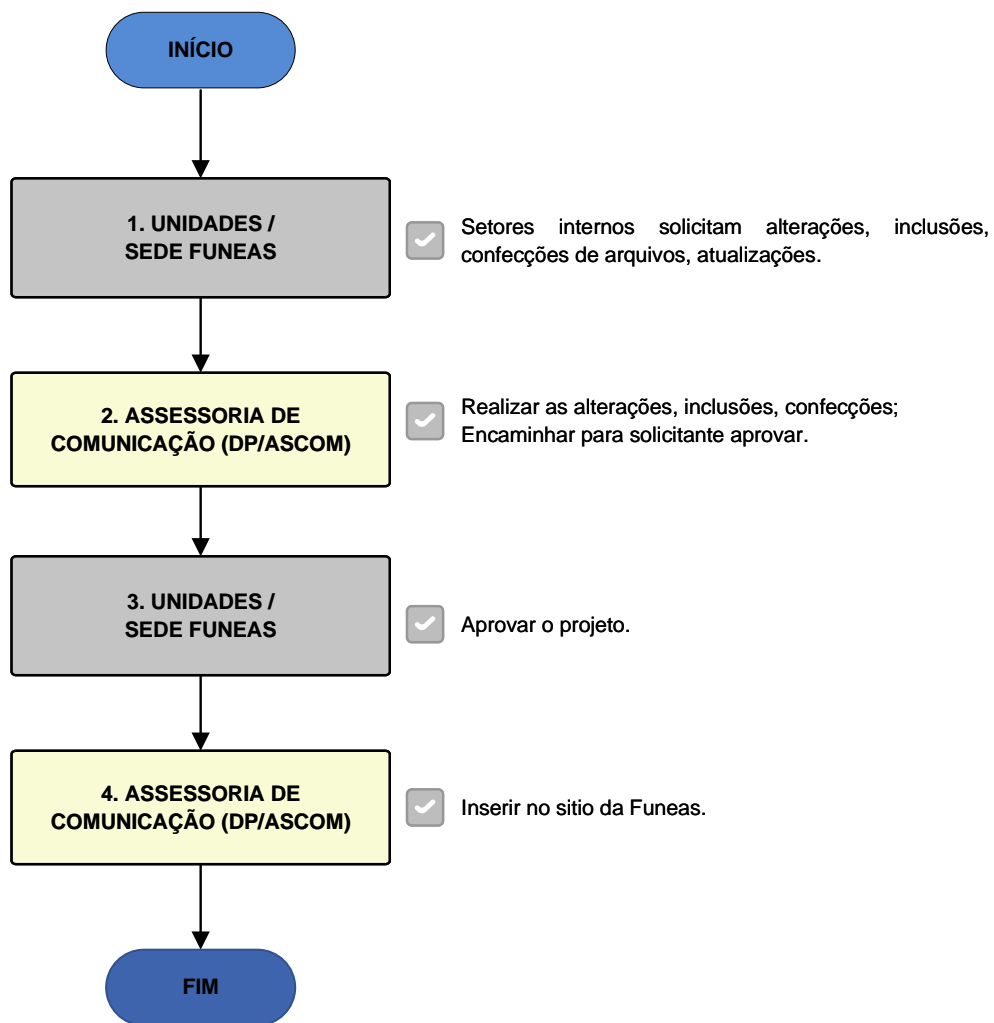 INÍCIO
1. UNIDADES /
SEDE FUNEAS
Setores internos solicitam alterações, inclusões,
confecções de arquivos, atualizações.
2. ASSESSORIA DE
COMUNICAÇÃO (DP/ASCOM)
Realizar as alterações, inclusões, confecções;
Encaminhar para solicitante aprovar.
3. UNIDADES /
SEDE FUNEAS
Aprovar o projeto.
4. ASSESSORIA DE
COMUNICAÇÃO (DP/ASCOM)
Inserir no sitio da Funeas.
FIM